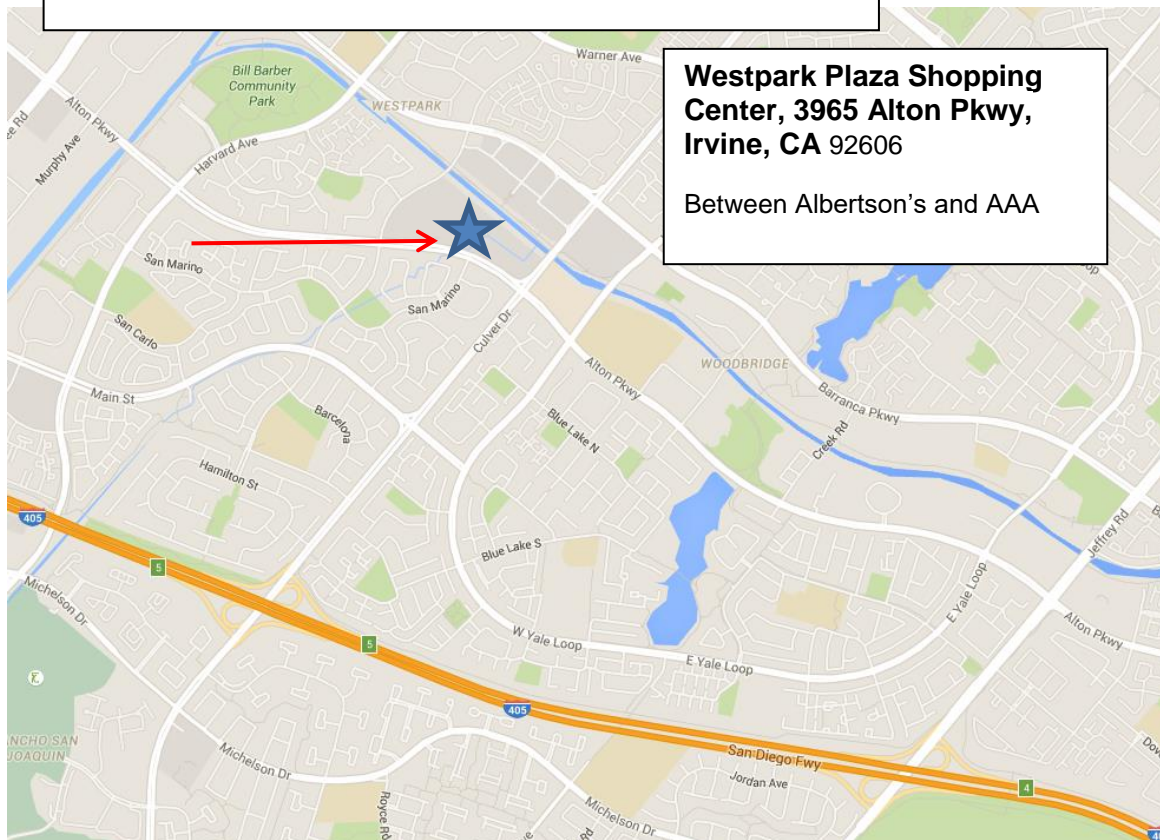 Warner Ave
Bill Barber
Community
Park
WESTPARK
Westpark Plaza Shopping
Center, 3965 Alton Pkwy,
Irvine, CA 92606
Between Albertson’s and AAA
Alton Pkwy
Murphy Ave
Harvard Ave
San Marino
San Marino
San Carlo
Culver Dr
Main St
Barcelona
Alton Pkwy
WOODBRIDGE
Barranca Pkwy
Creek Rd
Blue Lake N
Hamilton St
405
5
Blue Lake S
Jeffrey Rd
Michelson Dr
5
W Yale Loop
E Yale Loop
E Yale Loop
Alton Pkwy
405
San Diego Fwy
Michelson Dr
Jordan Ave
4
Royce Rd
Michelson Dr
Rd